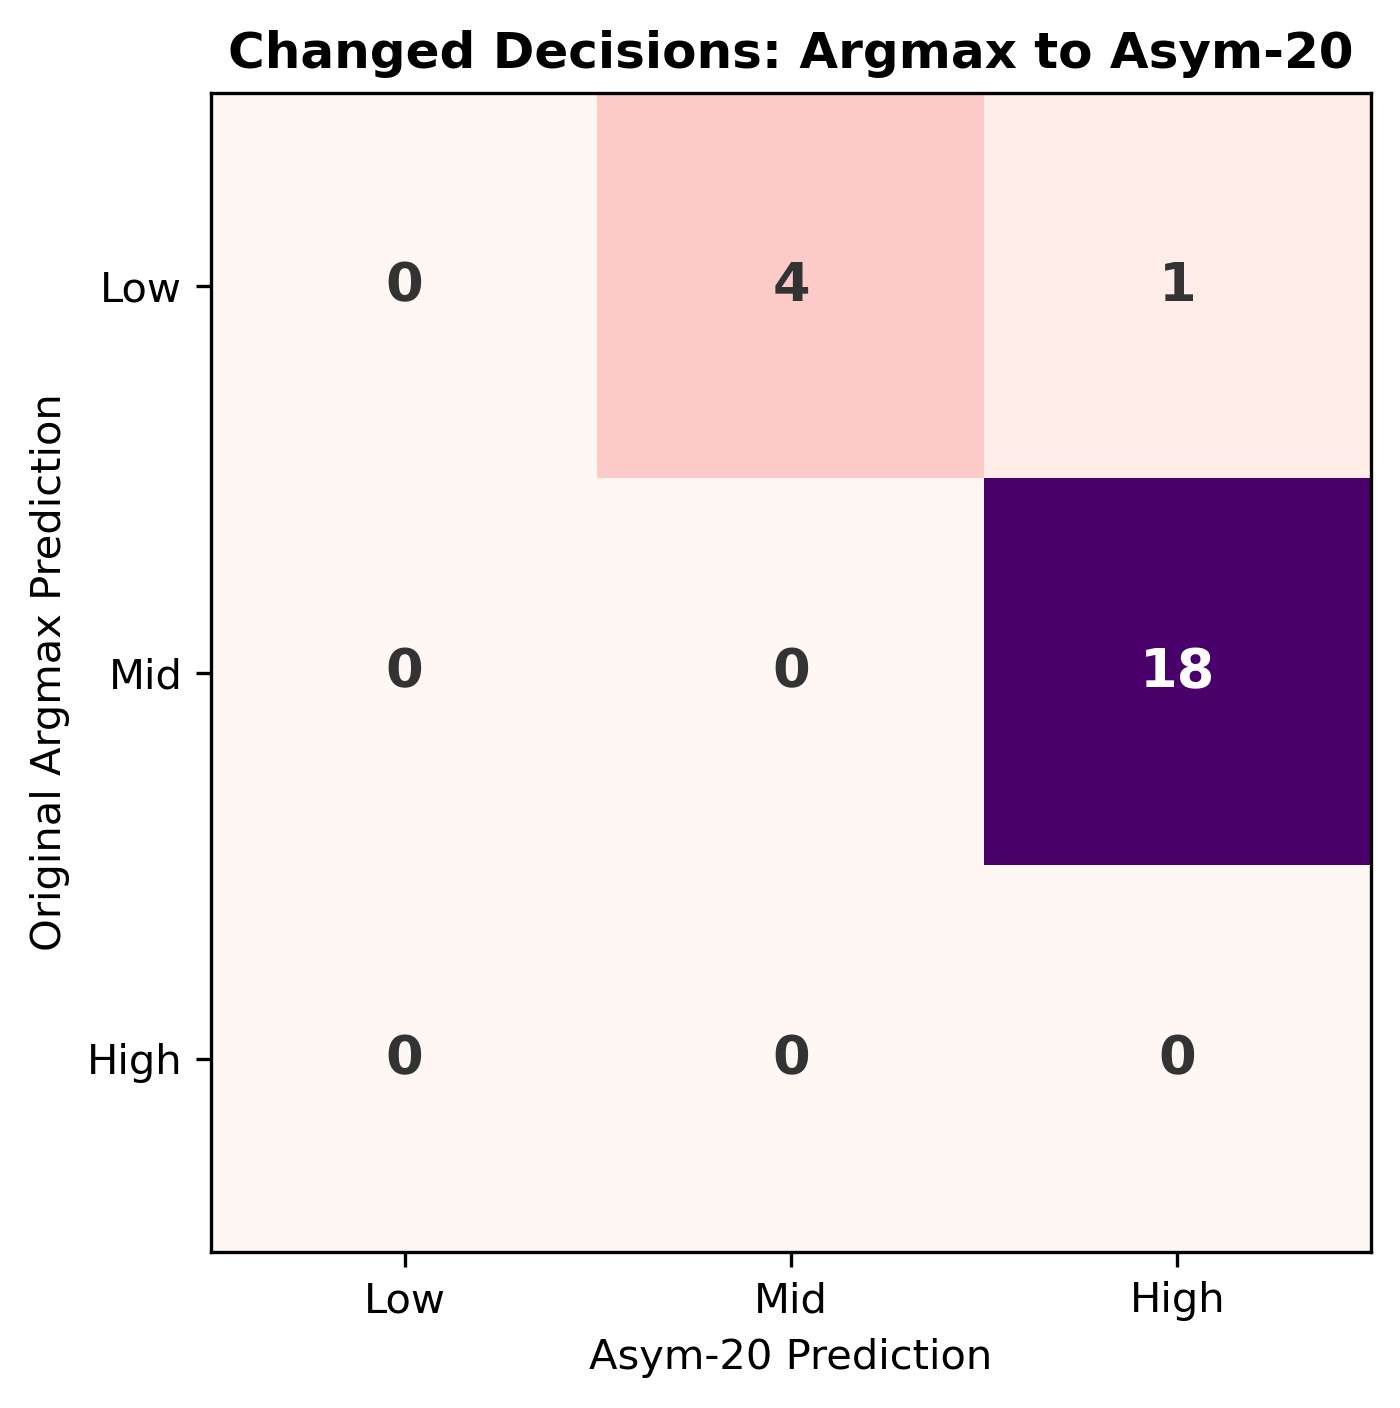 Changed Decisions: Argmax to Asym-20
Original Argmax Prediction
Low
0
4
1
Mid
0
0
18
High
0
0
0
Low
Mid
High
Asym-20 Prediction